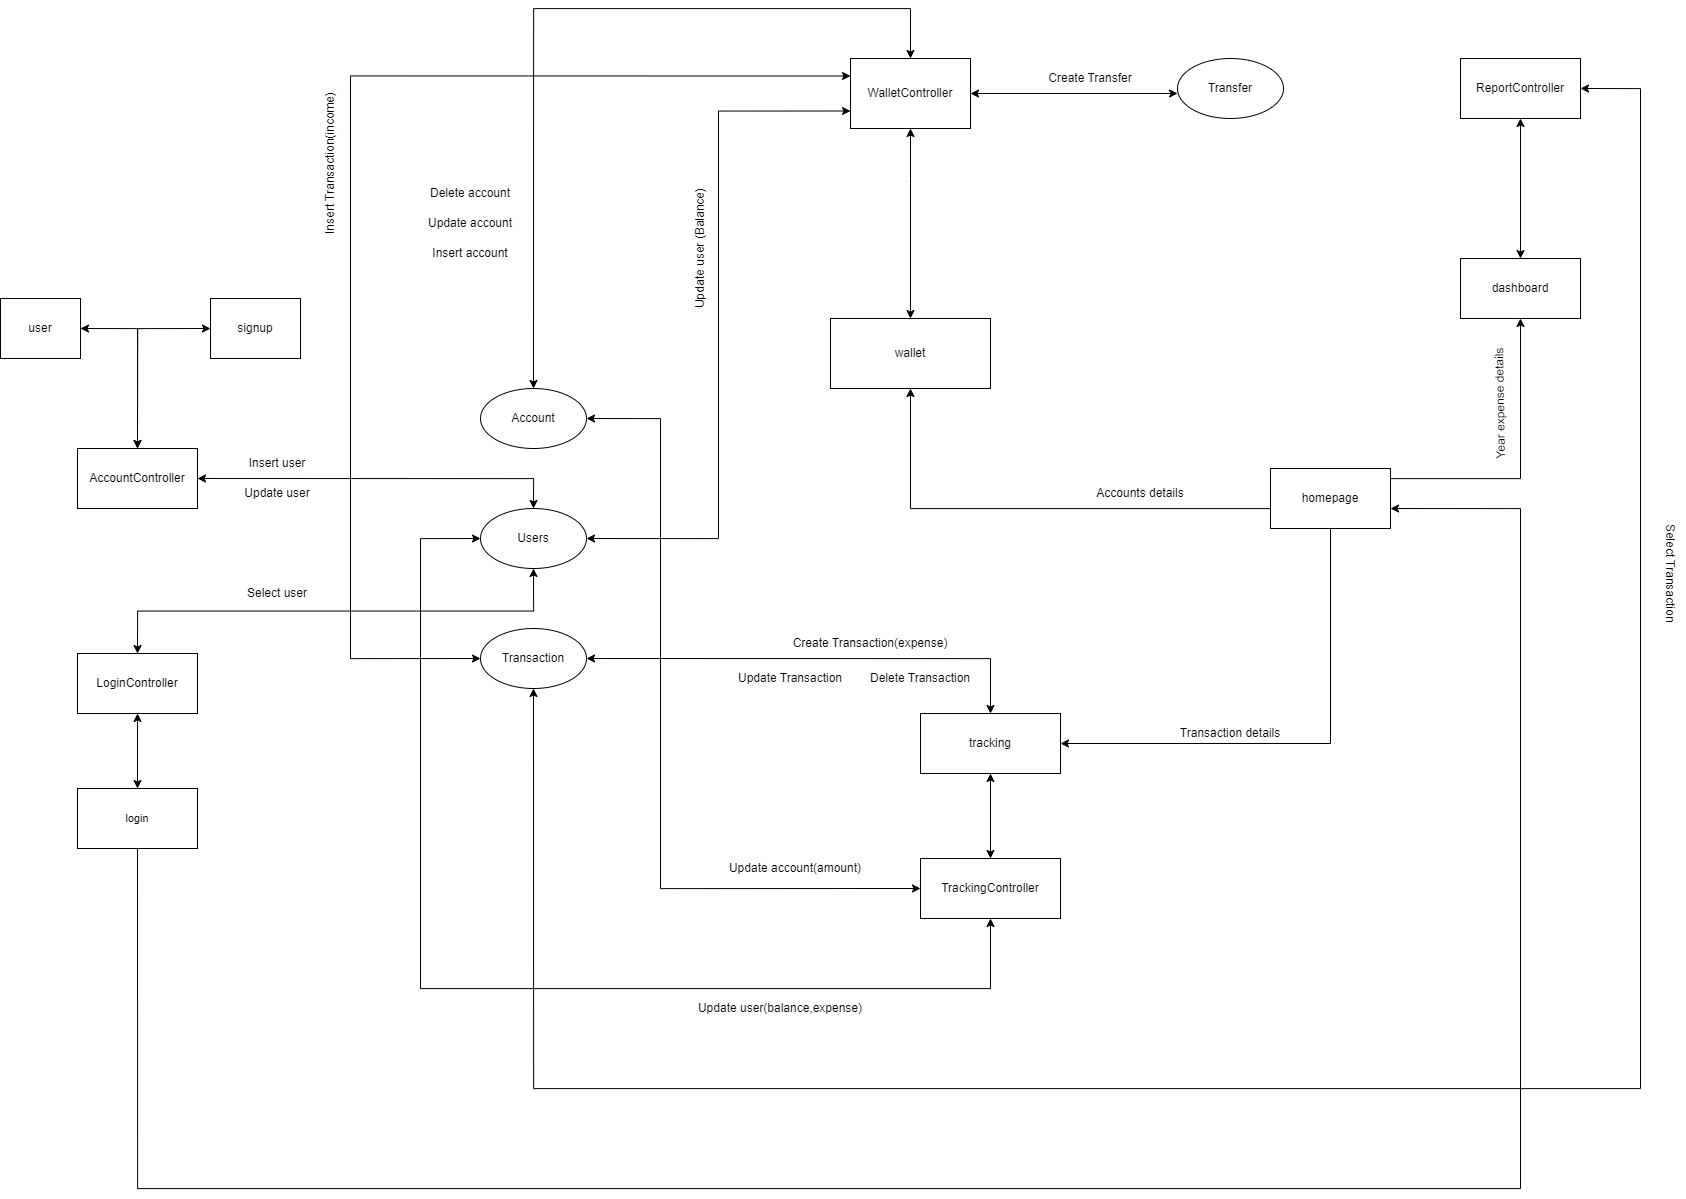 WalletController
Create Transfer
Transfer
ReportController
Insert Transaction(income)
Delete account
Update account
Insert account
Update user (Balance)
user
signup
dashboard
wallet
Year expense details
Account
AccountController
Insert user
Update user
Accounts details
homepage
Users
Select Transaction
Select user
LoginController
Transaction
Create Transaction(expense)
Update Transaction
Delete Transaction
tracking
Transaction details
login
Update account(amount)
TrackingController
Update user(balance,expense)